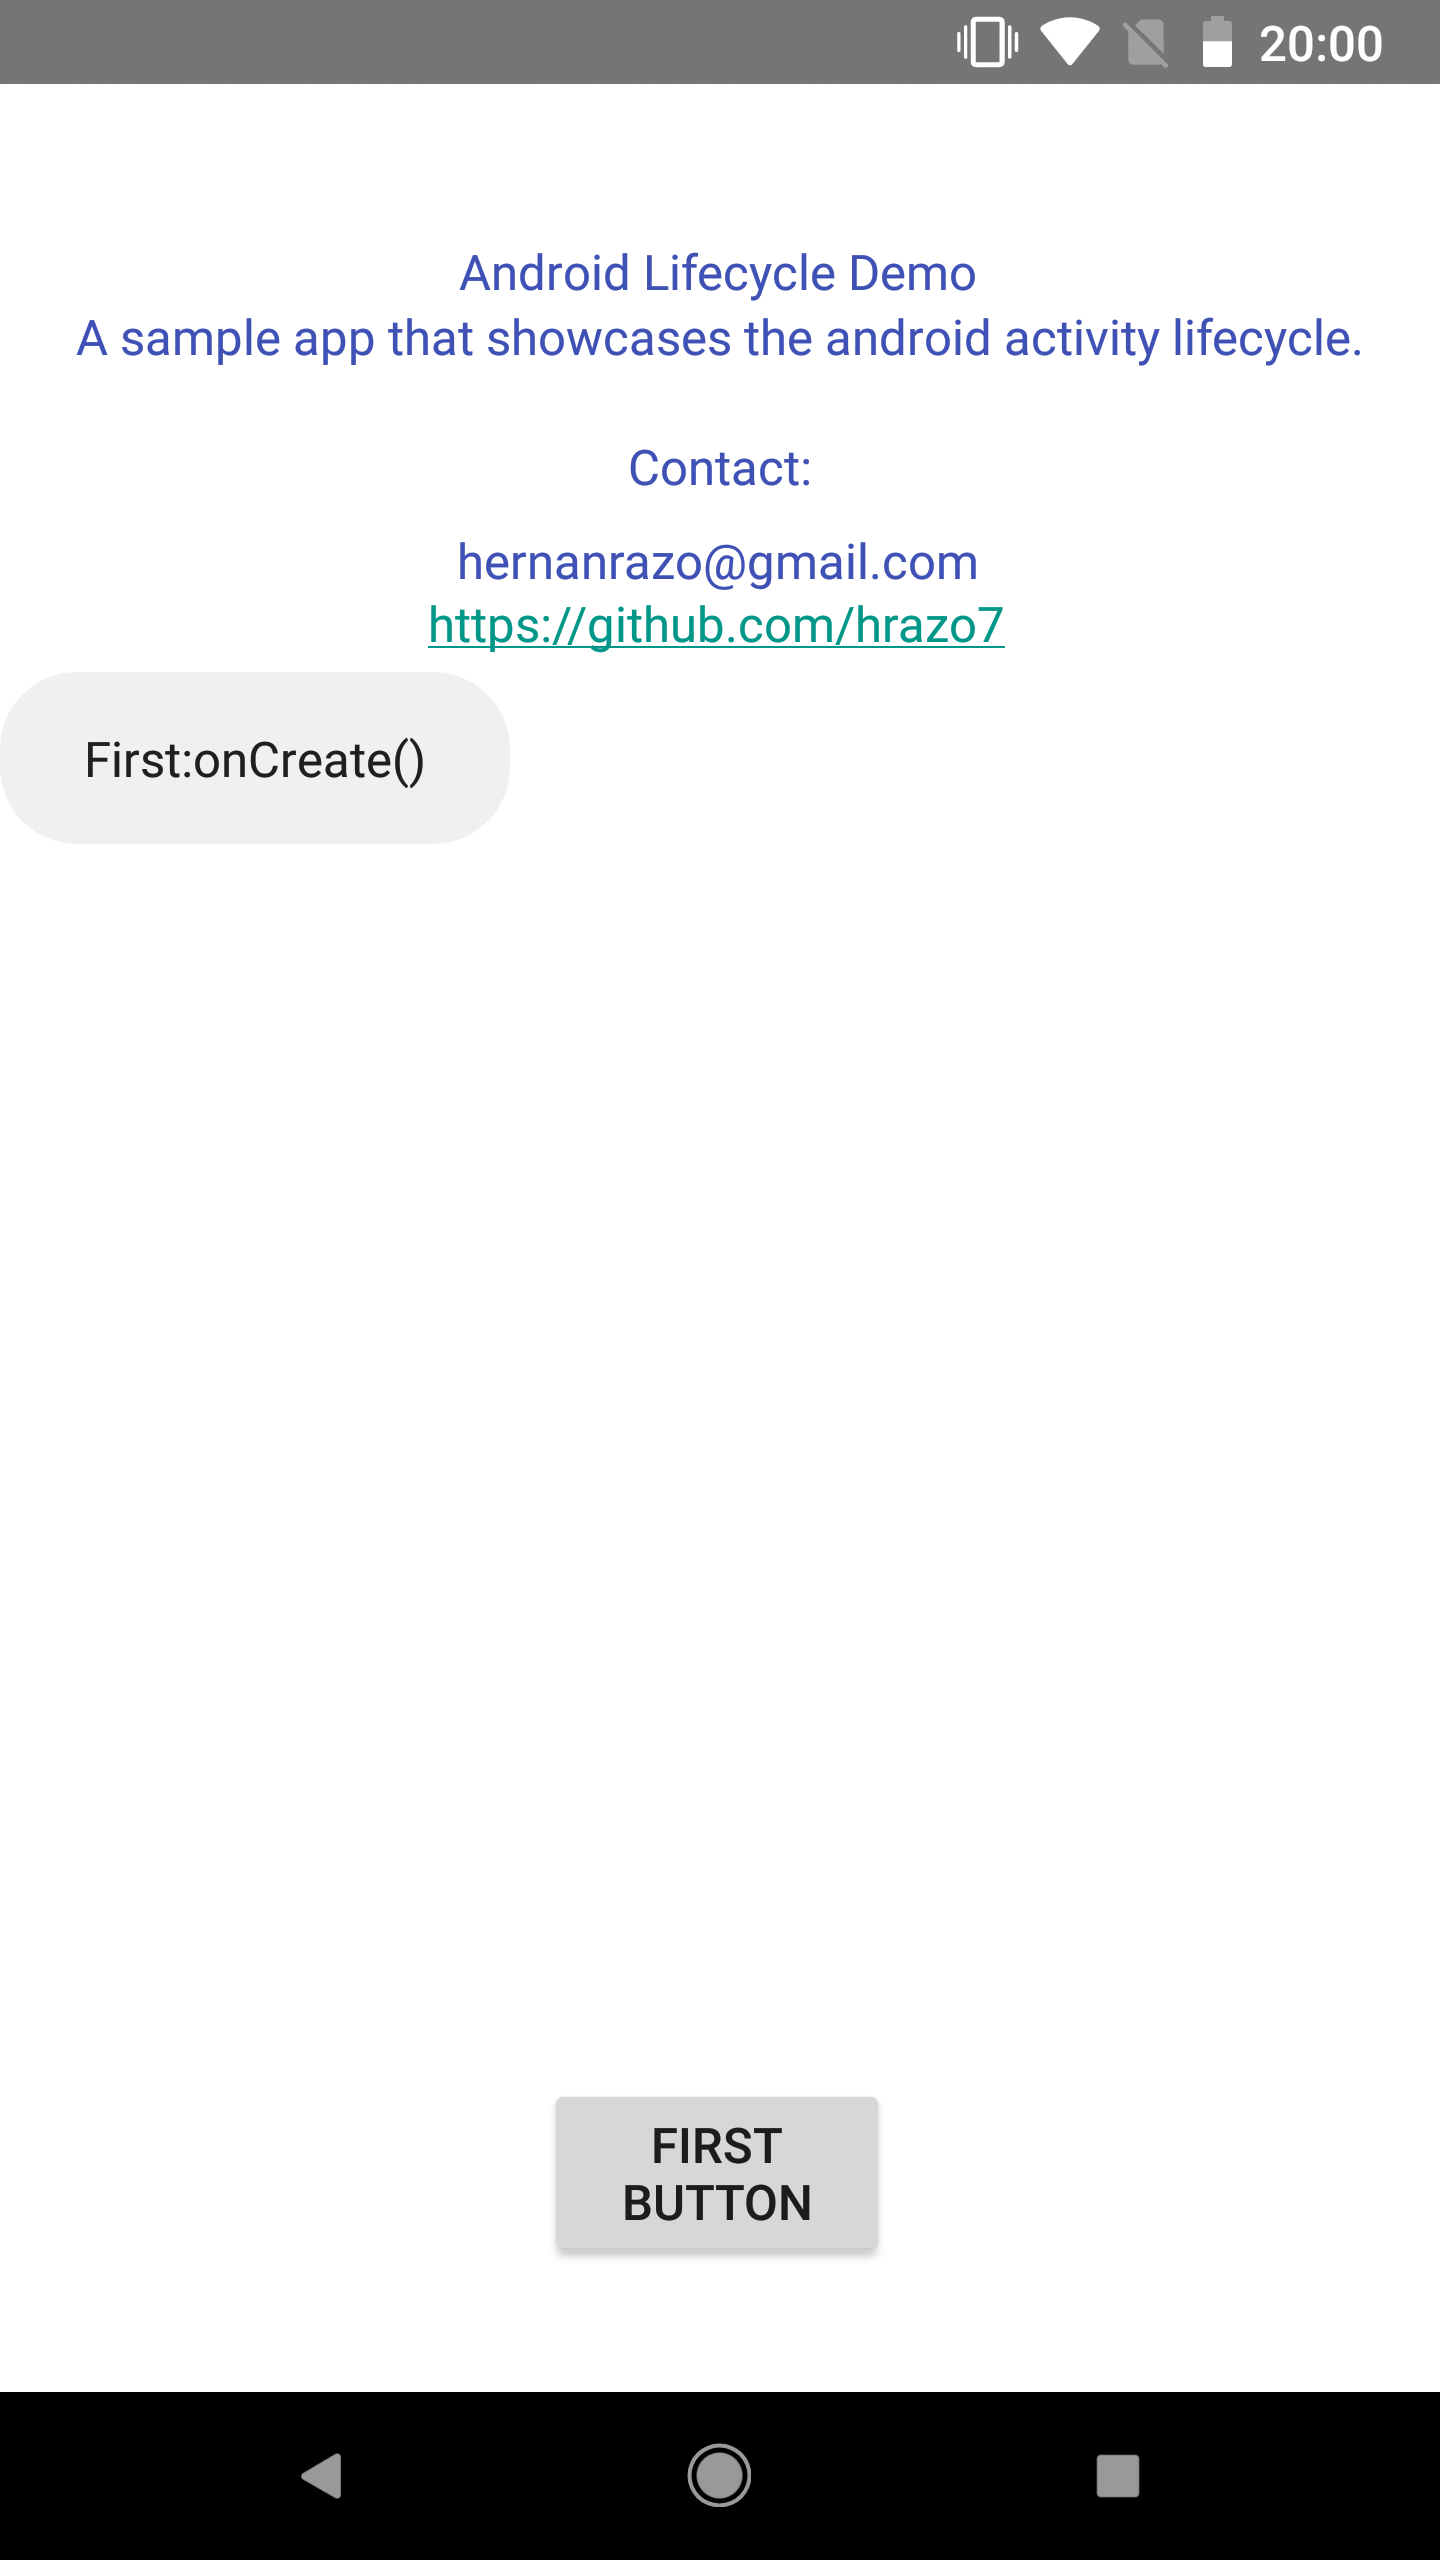 20:00
Android Lifecycle Demo
A sample app that showcases the android activity lifecycle.
Contact:
hernanrazo@gmail.com
https://github.com/hrazo7
First:onCreate()
FIRST
BUTTON